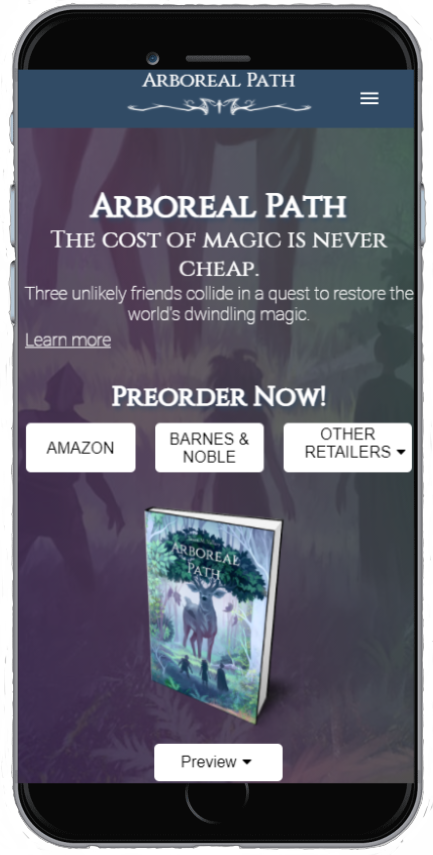 Arboreal Path
Arboreal Path
The cost of magic is never
cheap.
Three unlikely friends collide in a quest to restore the
world's dwindling magic.
Learn more
Preorder Now!
AMAZON
BARNES &
NOBLE
OTHER
RETAILERS
Arboreal
Path
Preview